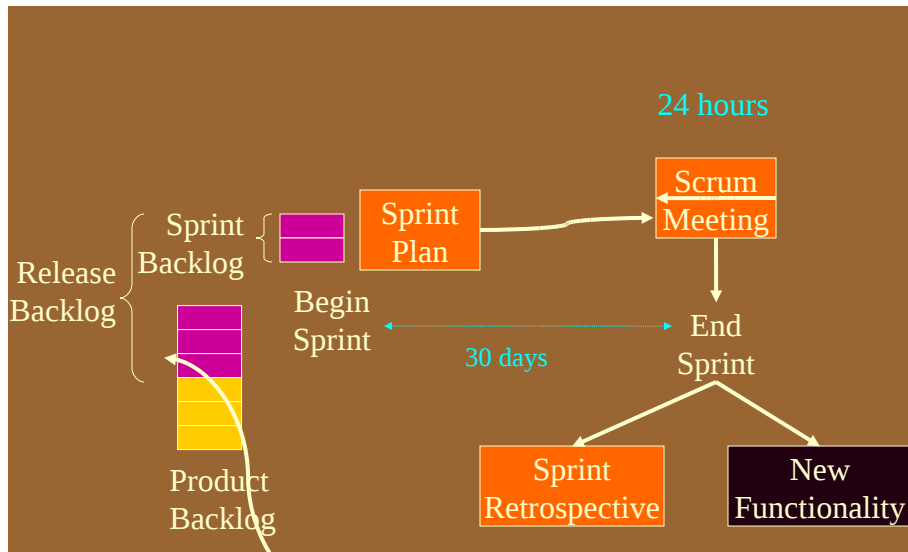 24 hours
Scrum
Meeting
Sprint
Plan
Sprint
Backlog
Release
Backlog
Begin
Sprint
30 days
End
Sprint
Product
Backlog
Sprint
Retrospective
New
Functionality